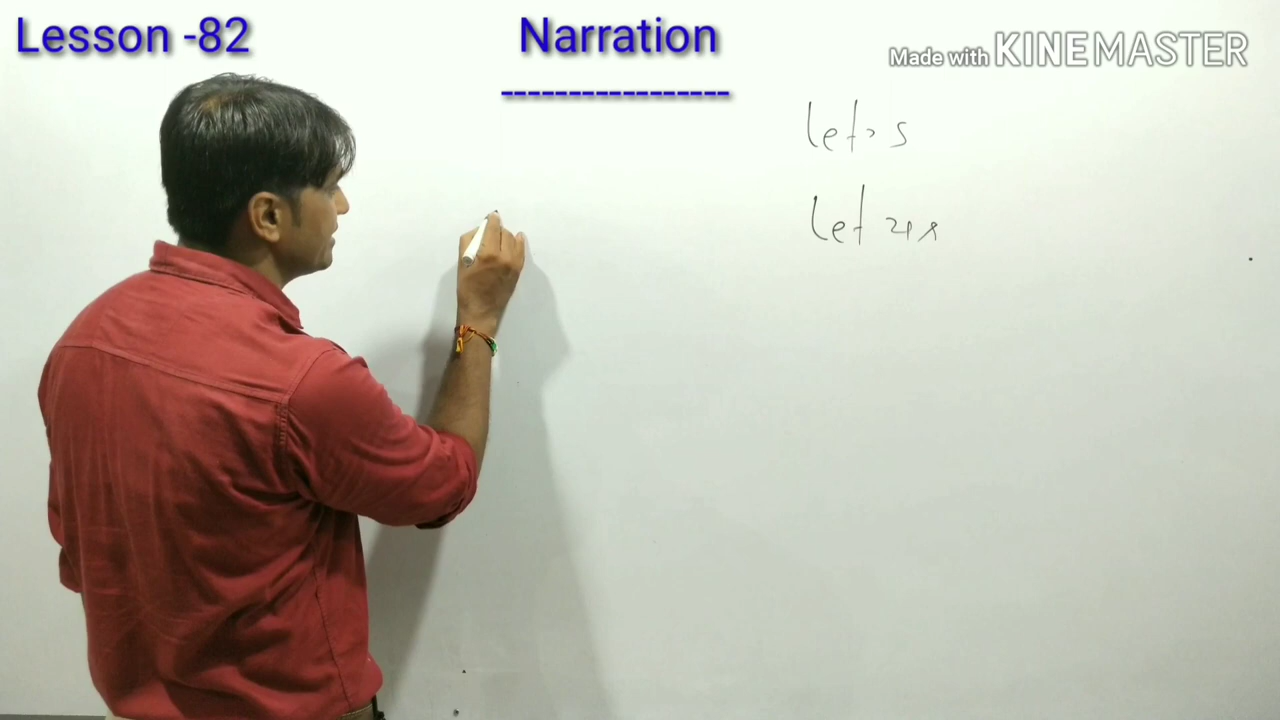 Lesson -82
Narration
Made with KINEMASTER
Let's
Let